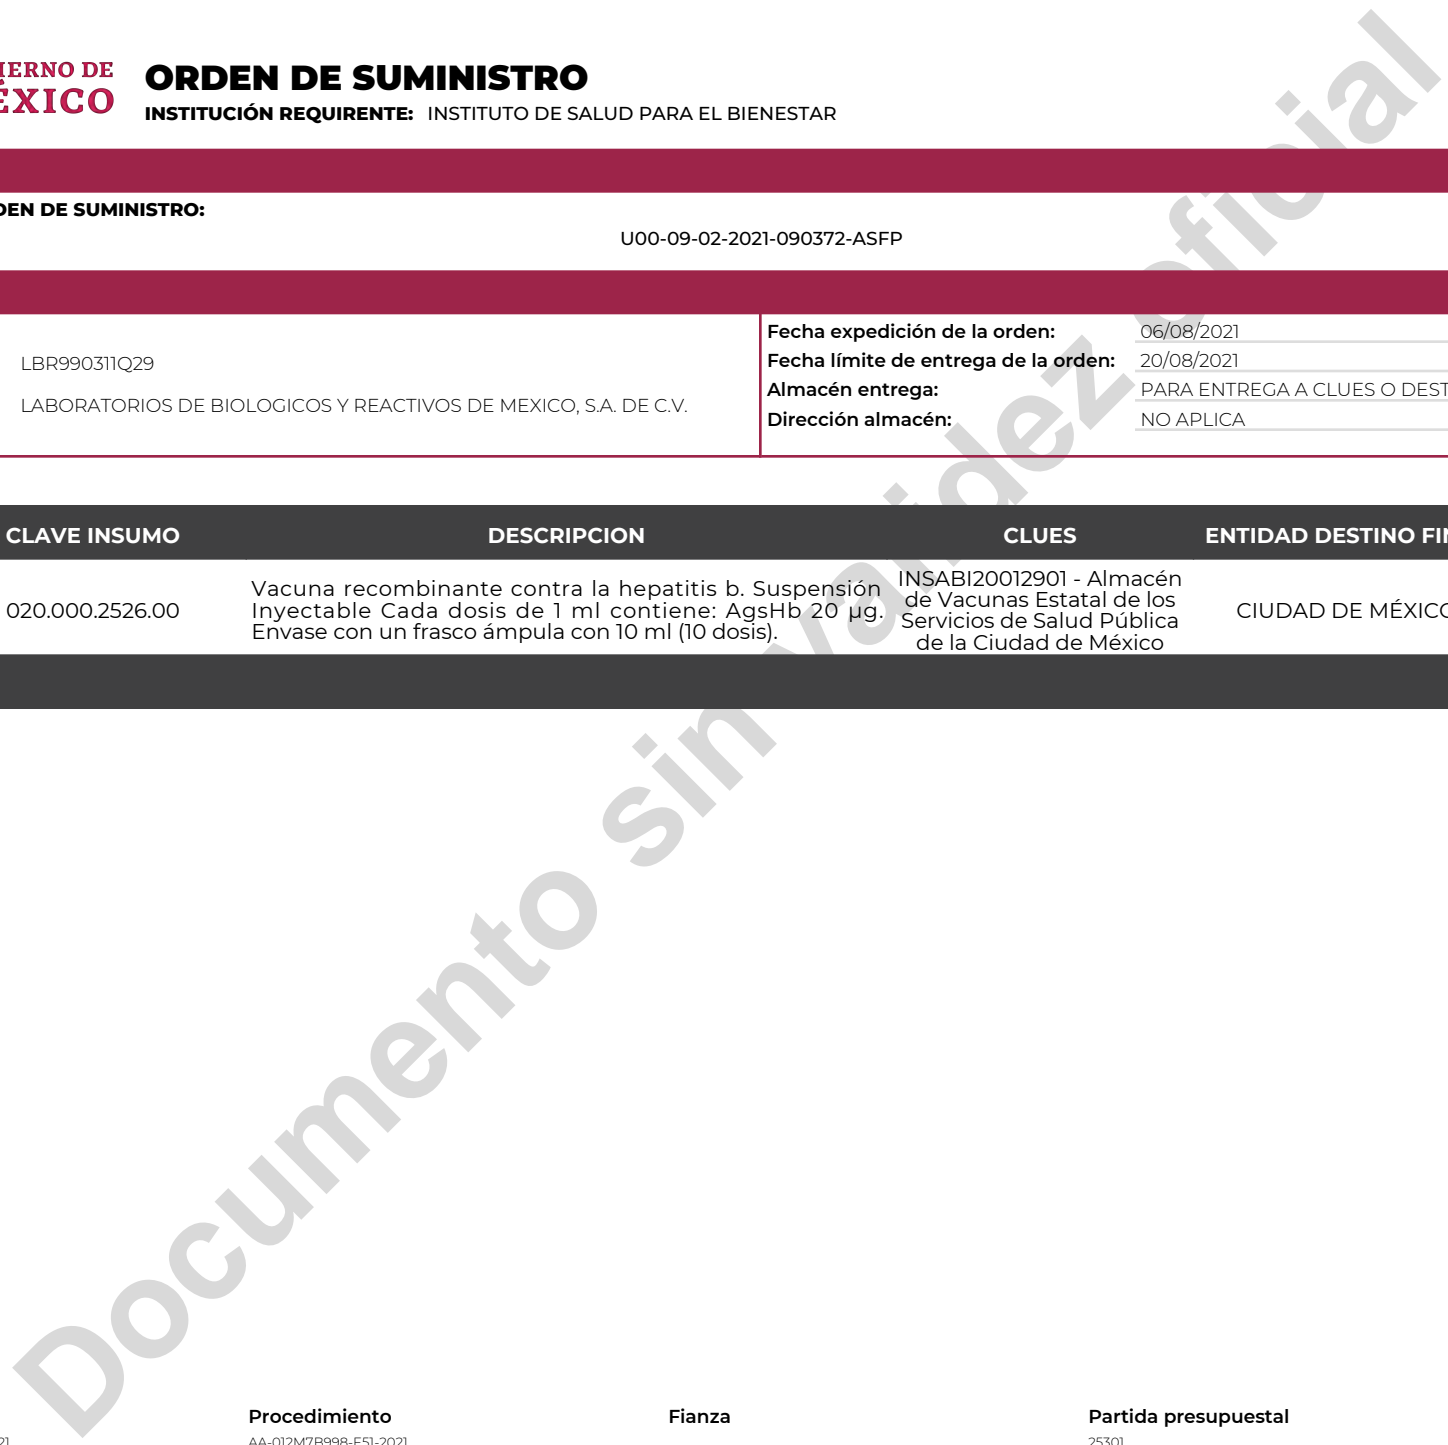 IERNO DE
ÉXICO
ORDEN DE SUMINISTRO
INSTITUCIÓN REQUIRENTE: INSTITUTO DE SALUD PARA EL BIENESTAR
DEN DE SUMINISTRO:
U00-09-02-2021-090372-ASFP
LBR990311Q29
LABORATORIOS DE BIOLOGICOS Y REACTIVOS DE MEXICO, S.A. DE C.V.
Fecha expedición de la orden: 06/08/2021
Fecha límite de entrega de la orden: 20/08/2021
Almacén entrega: PARA ENTREGA A CLUES O DEST
Dirección almacén: NO APLICA
CLAVE INSUMO DESCRIPCION CLUES ENTIDAD DESTINO FIN
020.000.2526.00
Vacuna recombinante contra la hepatitis b. Suspensión
Inyectable Cada dosis de 1 ml contiene: AgsHb 20 µg.
Envase con un frasco ámpula con 10 ml (10 dosis).
INSABI20012901 - Almacén
de Vacunas Estatal de los
Servicios de Salud Pública
de la Ciudad de México
CIUDAD DE MÉXICO
Documento sin validez oficial
Procedimiento Fianza Partida presupuestal
21 AA-012M7B998-E51-2021 25301